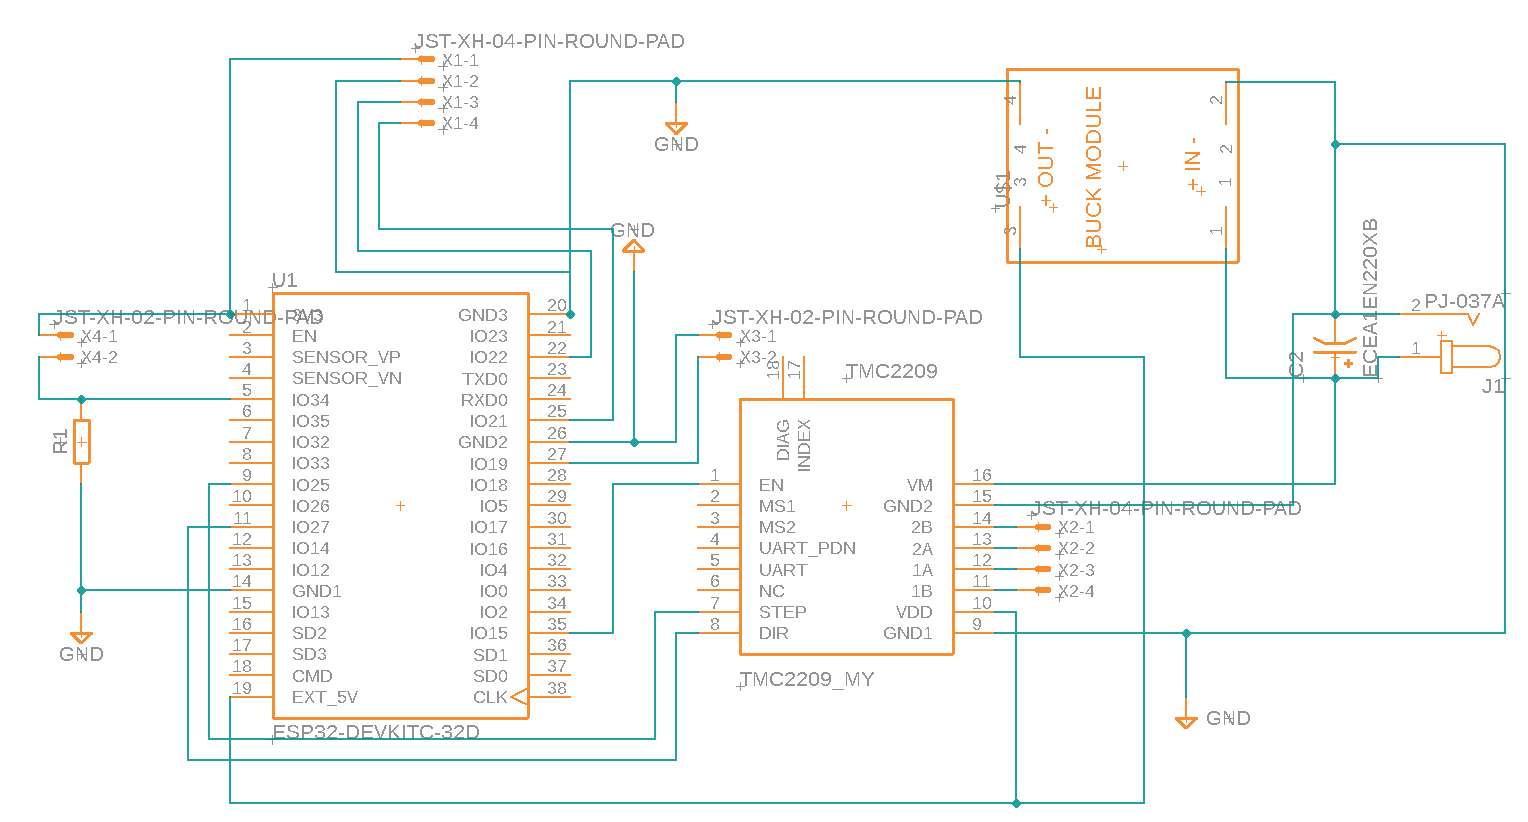 JST-XH-04-PIN-ROUND-PAD
X1-1
X1-2
X1-3
X1-4
GND
GND
U$1
4
4
3
3
+ OUT -
BUCK MODULE
+ IN -
2
2
1
1
ECEA1EN220XB
C2
+
2 PJ-037A
1
J1
JST-XH-02-PIN-ROUND-PAD
X4-1
X4-2
R1
GND
U1
1 3V3
2 EN
3 SENSOR_VP
4 SENSOR_VN
5 IO34
6 IO35
7 IO32
8 IO33
9 IO25
10 IO26
11 IO27
12 IO14
13 IO12
14 GND1
15 IO13
16 SD2
17 SD3
18 CMD
19 EXT_5V
GND3 20
IO23 21
IO22 22
TXD0 23
RXD0 24
IO21 25
GND2 26
IO19 27
IO18 28
IO5 29
IO17 30
IO16 31
IO4 32
IO0 33
IO2 34
IO15 35
SD1 36
SD0 37
CLK 38
ESP32-DEVKITC-32D
JST-XH-02-PIN-ROUND-PAD
X3-1
X3-2
TMC2209
18 DIAG
17 INDEX
1 EN
2 MS1
3 MS2
4 UART_PDN
5 UART
6 NC
7 STEP
8 DIR
VM 16
GND2 15
2B 14
2A 13
1A 12
1B 11
VDD 10
GND1 9
TMC2209_MY
JST-XH-04-PIN-ROUND-PAD
X2-1
X2-2
X2-3
X2-4
GND